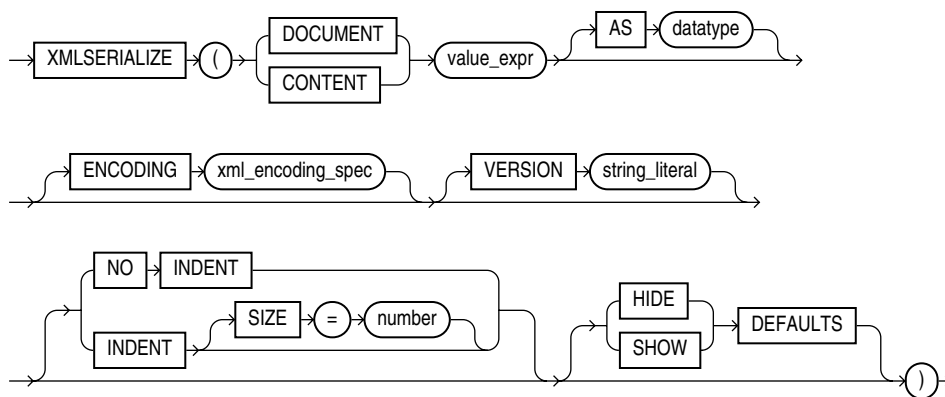 AS datatype
DOCUMENT
XMLSERIALIZE ( value_expr
CONTENT
ENCODING xml_encoding_spec VERSION string_literal
NO INDENT
HIDE
SIZE = number DEFAULTS
INDENT SHOW
)